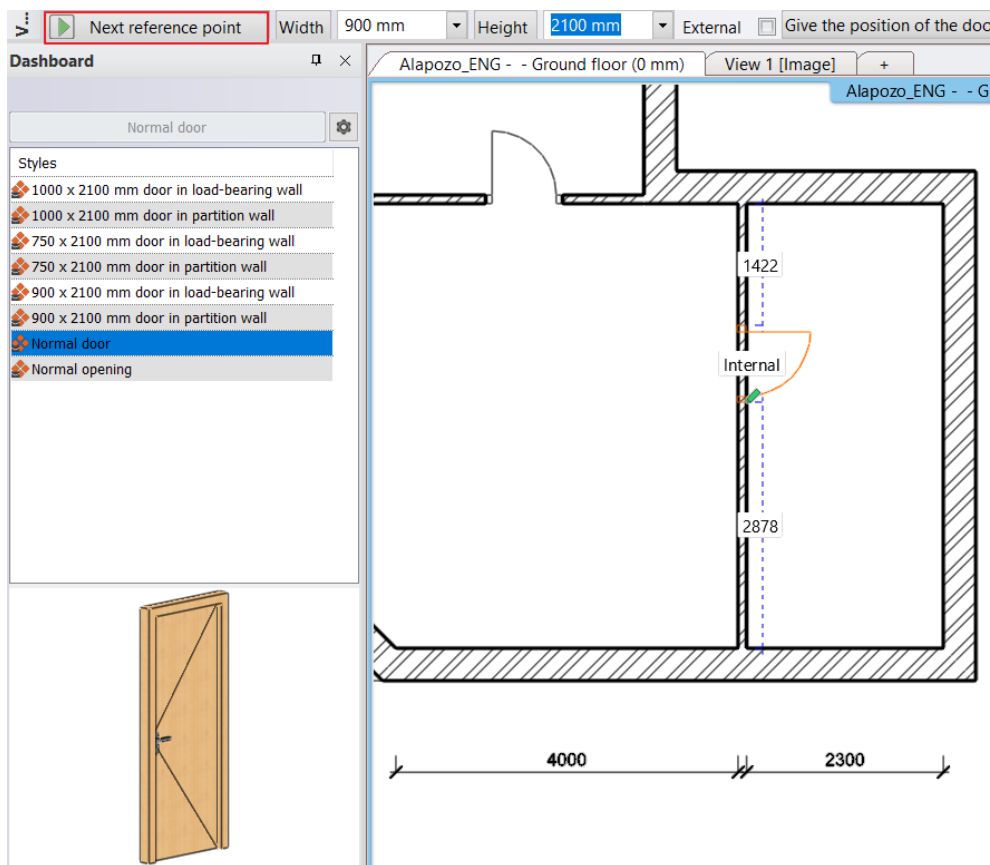 V...
Next reference point Width 900 mm Height 2100 mm External Give the position of the doo
Dashboard
Alapozo_ENG - - Ground floor (0 mm) View 1 [Image] +
Alapozo_ENG - - G
Normal door
Styles
1000 x 2100 mm door in load-bearing wall
1000 x 2100 mm door in partition wall
750 x 2100 mm door in load-bearing wall
750 x 2100 mm door in partition wall
900 x 2100 mm door in load-bearing wall
900 x 2100 mm door in partition wall
Normal door
Normal opening
1422
Internal
2878
4000 2300